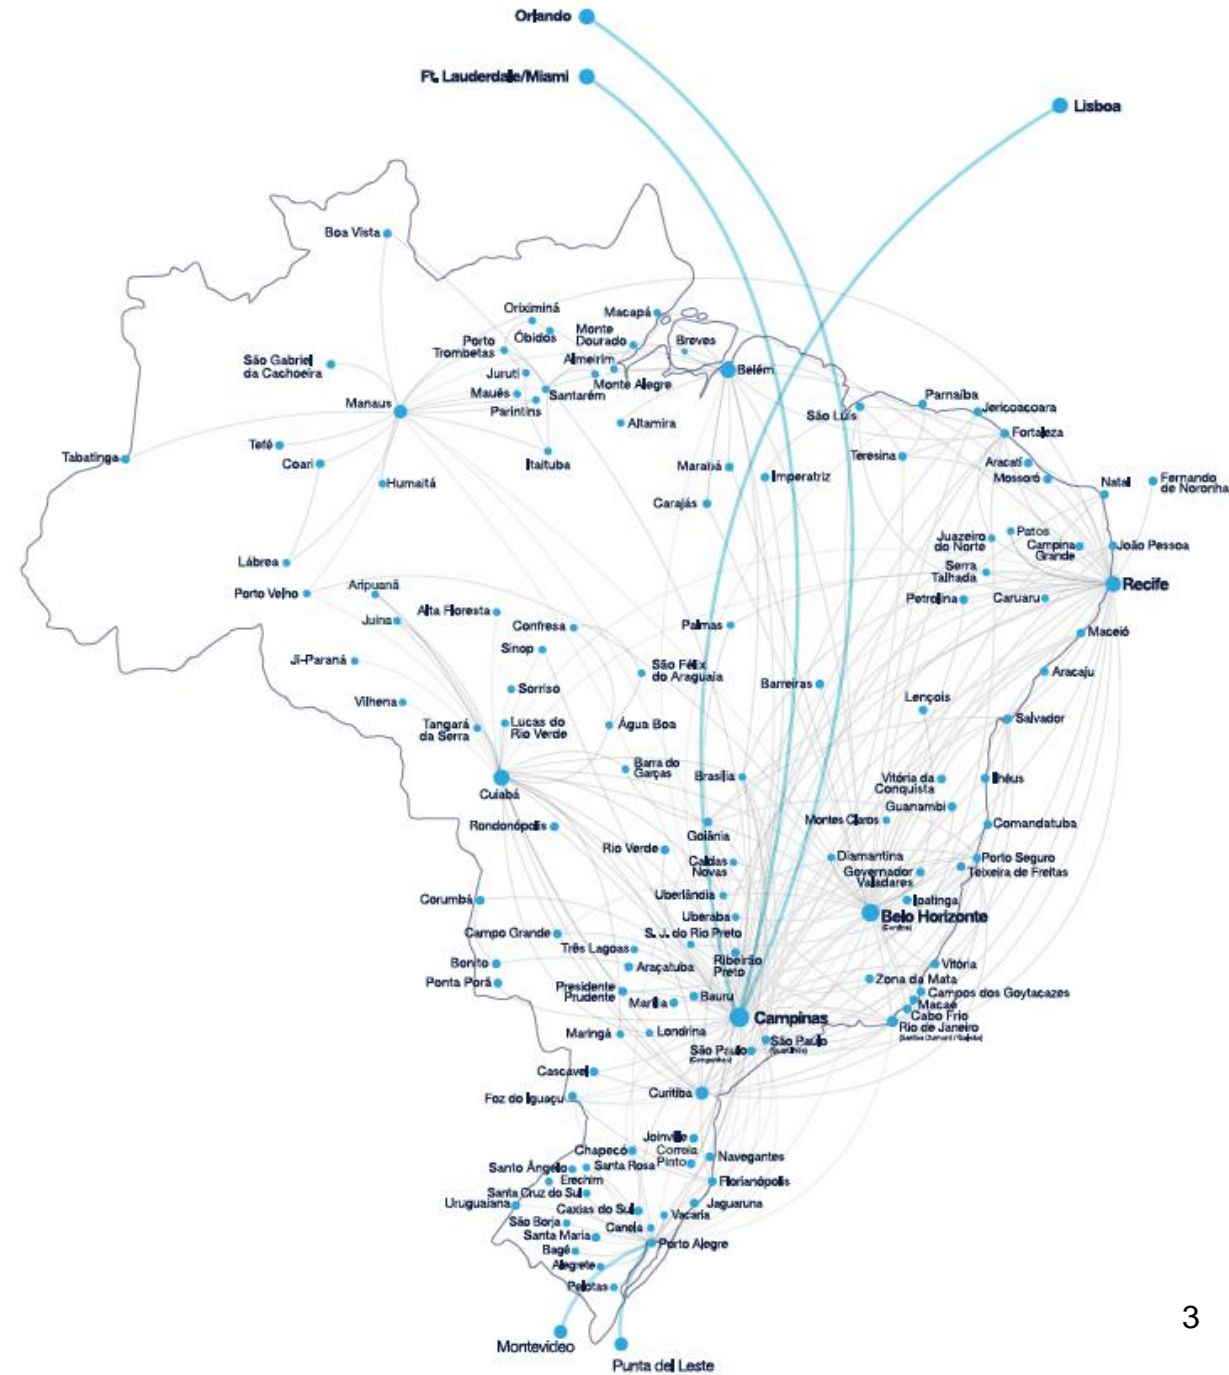 Orlando
Ft. Lauderdale/Miami
Lisboa
Boa Vista
Oriximiná
Macapá
Óbidos
Monte
Dourado
Breves
Porto
Trombetas
Almeirim
São Gabriel
da Cachoeira
Juruti
Monte Alegre
Belém
Maués
Santarém
Parintins
Manaus
Parnaíba
Jericoacoara
São Luís
Altamira
Fortaleza
Tefé
Teresina
Tabatinga
Coari
Itaituba
Marabá
Imperatriz
Aracati
Mossoró
Fernando
de Noronha
Humaitá
Natal
Carajás
Juazeiro
do Norte
Patos
Campina
Grande
João Pessoa
Lábrea
Serra
Talhada
Recife
Porto Velho
Aripuanã
Petrolina
Caruaru
Alta Floresta
Juína
Confresa
Palmas
Maceió
Sinop
Ji-Paraná
São Félix
do Araguaia
Aracaju
Barreiras
Sorriso
Lençois
Vilhena
Salvador
Tangará
da Serra
Lucas do
Rio Verde
Água Boa
Barra do
Garças
Brasília
Vitória da
Conquista
Ilhéus
Cuiabá
Guanambi
Rondonópolis
Goiânia
Montes Claros
Comandatuba
Rio Verde
Caldas
Novas
Diamantina
Porto Seguro
Governador
Valadares
Teixeira de Freitas
Corumbá
Uberlândia
Ipatinga
Uberaba
Belo Horizonte
(Confins)
Campo Grande
S. J. do Rio Preto
Três Lagoas
Ribeirão
Preto
Bonito
Araçatuba
Vitória
Ponta Porã
Zona da Mata
Presidente
Prudente
Bauru
Campos dos Goytacazes
Marília
Macaé
Cabo Frio
Campinas
Rio de Janeiro
Maringá
Londrina
São Paulo
(Guarulhos)
São Paulo
(Congonhas)
Cascavel
Curitiba
Foz do Iguaçu
Joinville
Chapecó
Correia
Pinto
Navegantes
Santo Ângelo
Santa Rosa
Erechim
Florianópolis
Santa Cruz do Sul
Uruguaiana
Caxias do Sul
Jaguaruna
Vacaria
São Borja
Canela
Santa Maria
Porto Alegre
Bagé
Alegrete
Pelotas
Montevideo
Punta del Leste
3